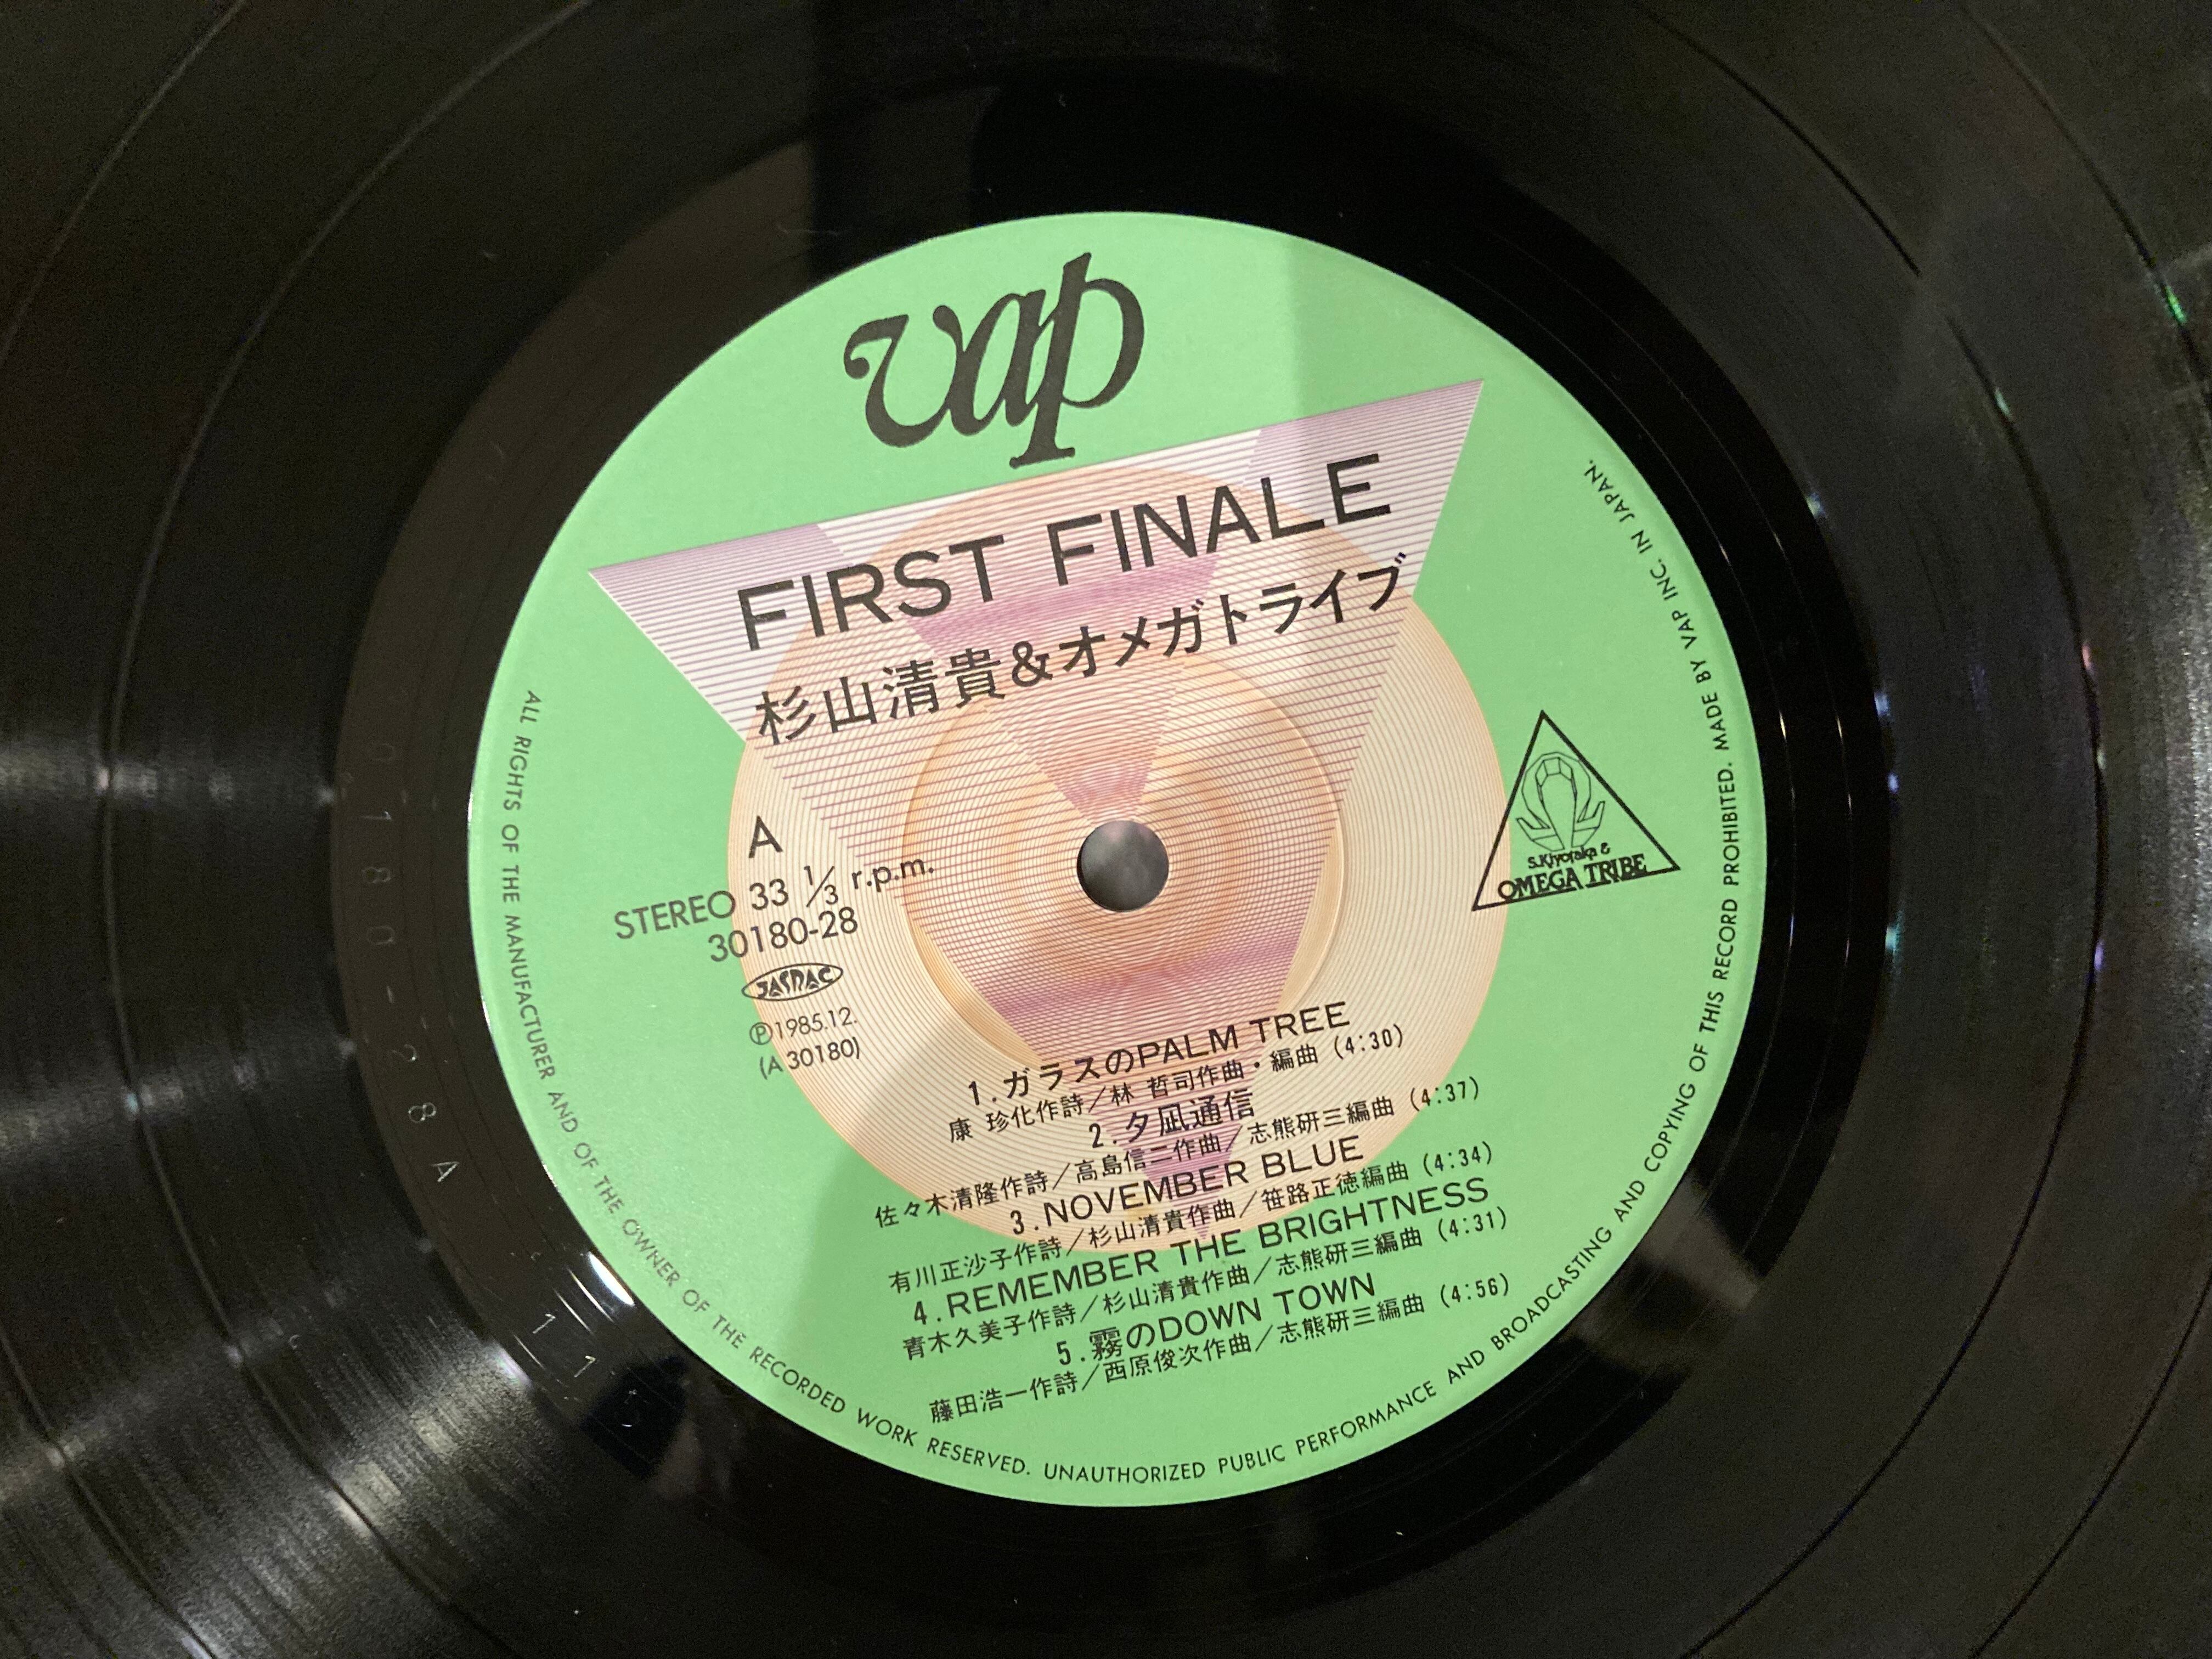 vap
FIRST FINALE
杉山清貴&オメガトライブ
A
STEREO 33 1/3 r.p.m.
30180-28
JASRAC
Ⓟ1985.12.
(A 30180)
S.Kiyotaka &
OMEGA TRIBE
1.ガラスのPALM TREE
康 珍化作詩／林 哲司作曲・編曲 (4:30)
2.夕凪通信
佐々木清隆作詩／高島信二作曲／志熊研三編曲 (4:37)
3.NOVEMBER BLUE
有川正沙子作詩／杉山清貴作曲／笹路正徳編曲 (4:34)
4.REMEMBER THE BRIGHTNESS
青木久美子作詩／杉山清貴作曲／志熊研三編曲 (4:31)
5.霧のDOWN TOWN
藤田浩一作詩／西原俊次作曲／志熊研三編曲 (4:56)
ALL RIGHTS OF THE MANUFACTURER AND OF THE OWNER OF THE RECORDED WORK RESERVED. UNAUTHORIZED PUBLIC PERFORMANCE AND BROADCASTING AND COPYING OF THIS RECORD PROHIBITED. MADE BY VAP INC. IN JAPAN.
180-28A
1 1